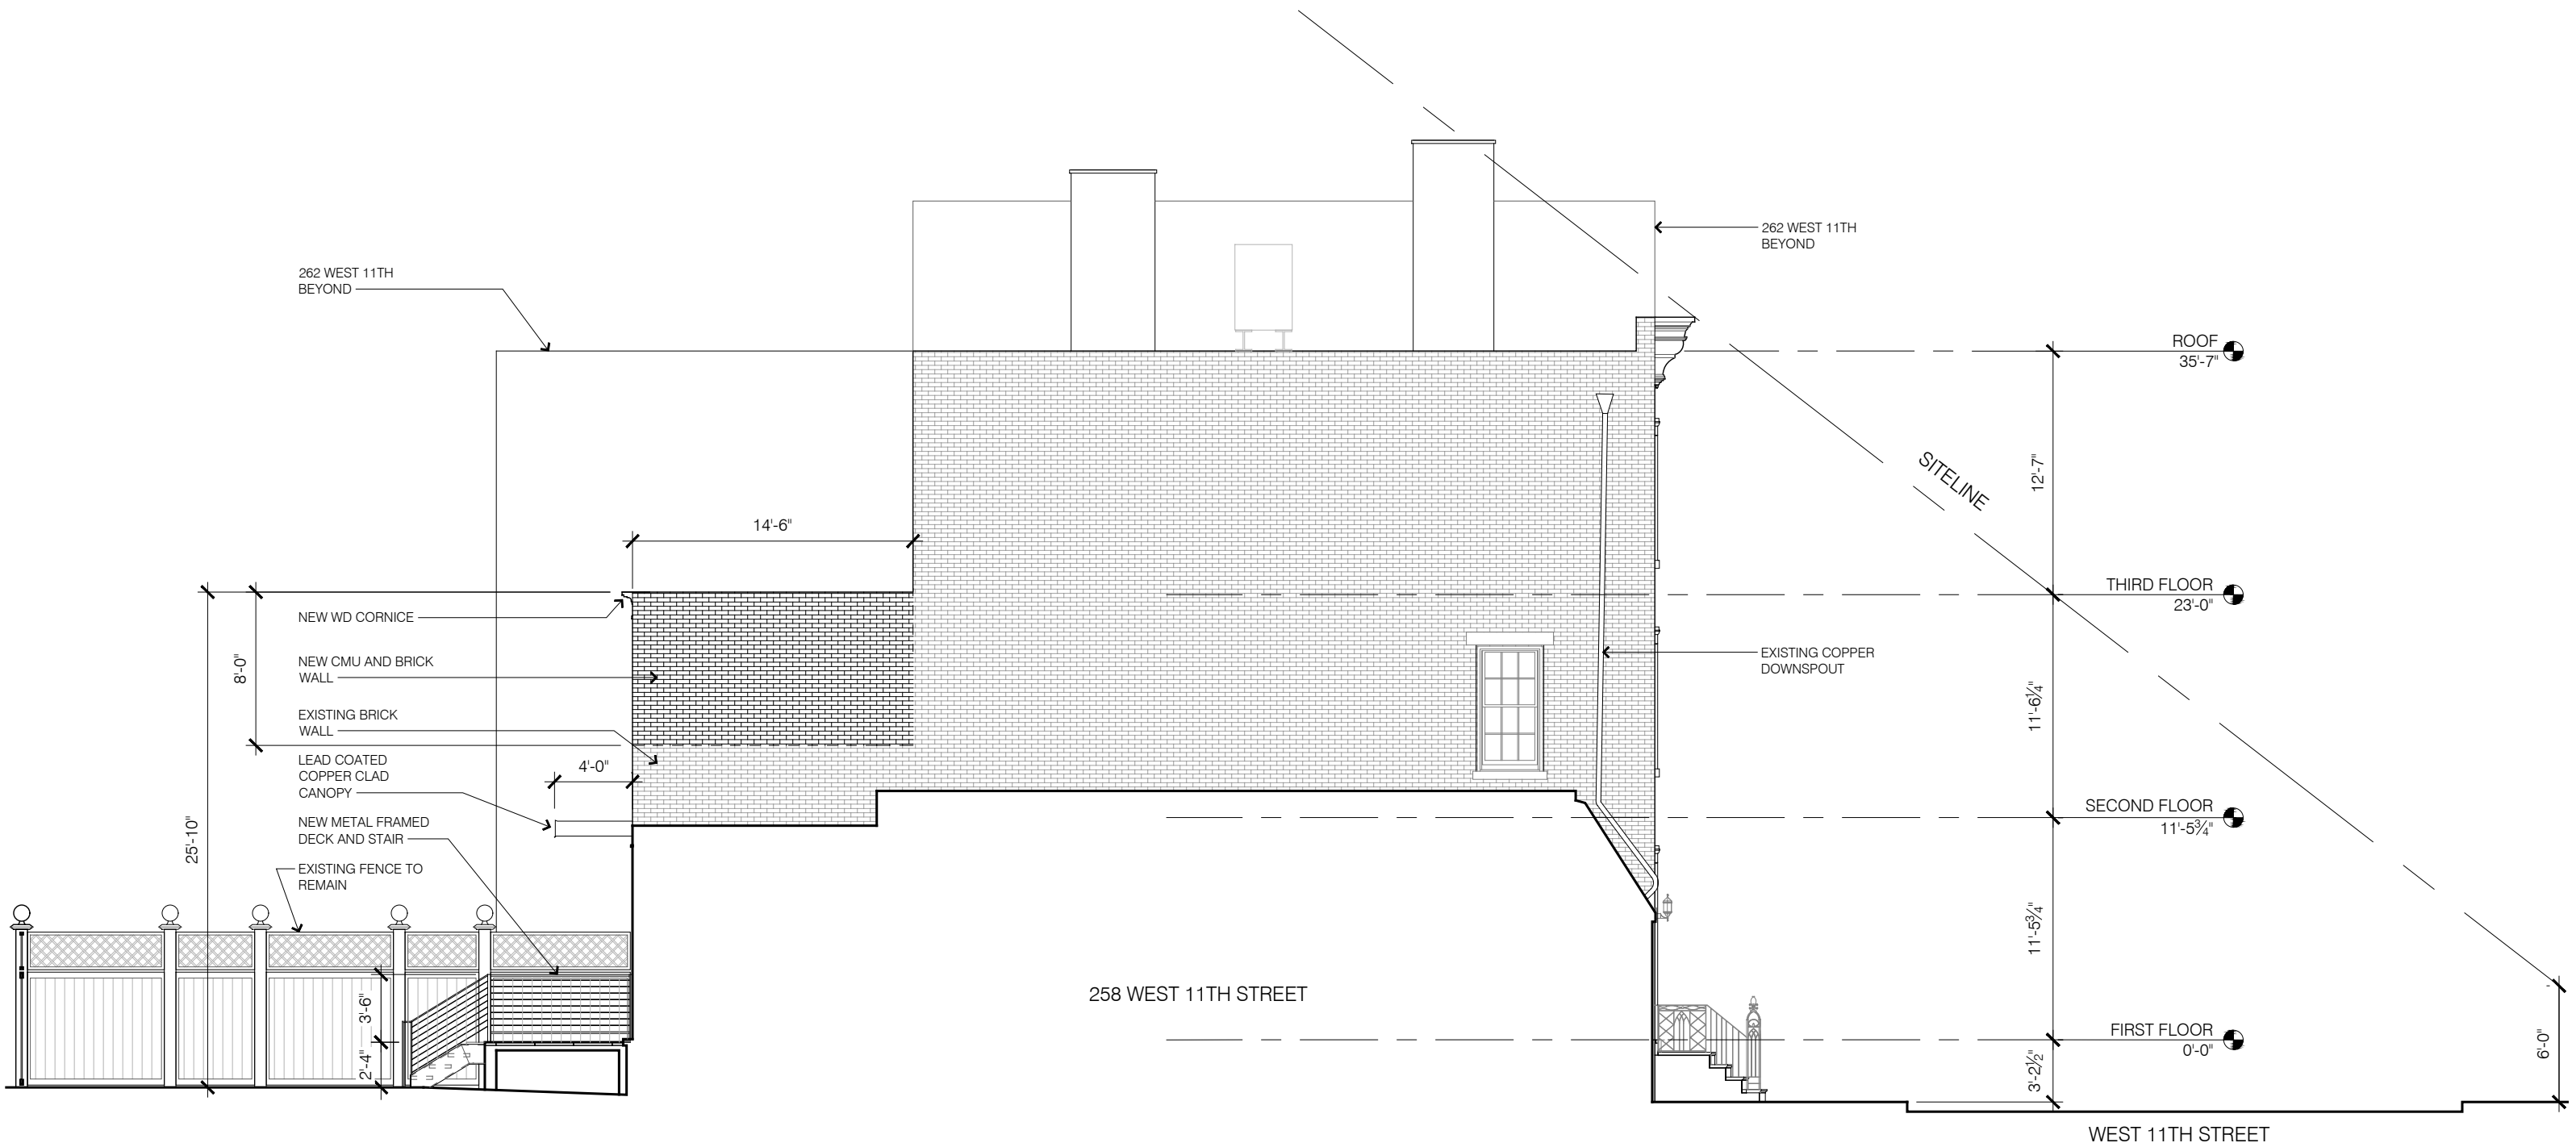 262 WEST 11TH
BEYOND
262 WEST 11TH
BEYOND
ROOF
35'-7"
12'-7"
SITELINE
14'-6"
THIRD FLOOR
23'-0"
NEW WD CORNICE
8'-0"
NEW CMU AND BRICK
WALL
EXISTING COPPER
DOWNSPOUT
11'-6¼"
EXISTING BRICK
WALL
LEAD COATED
COPPER CLAD
CANOPY
4'-0"
SECOND FLOOR
11'-5¾"
25'-10"
NEW METAL FRAMED
DECK AND STAIR
EXISTING FENCE TO
REMAIN
11'-5¾"
258 WEST 11TH STREET
3'-6"
2'-4"
FIRST FLOOR
0'-0"
3'-2½"
6'-0"
WEST 11TH STREET